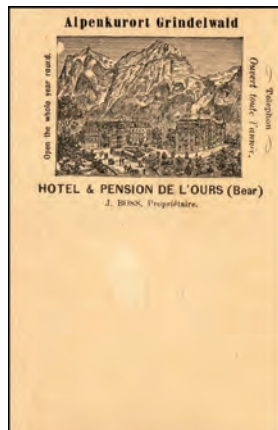 Alpenkurort Grindelwald
Open the whole year round.
Ouvert toute l'année.
Telephon
HOTEL & PENSION DE L'OURS (Bear)
J. BOSS, Propriétaire.